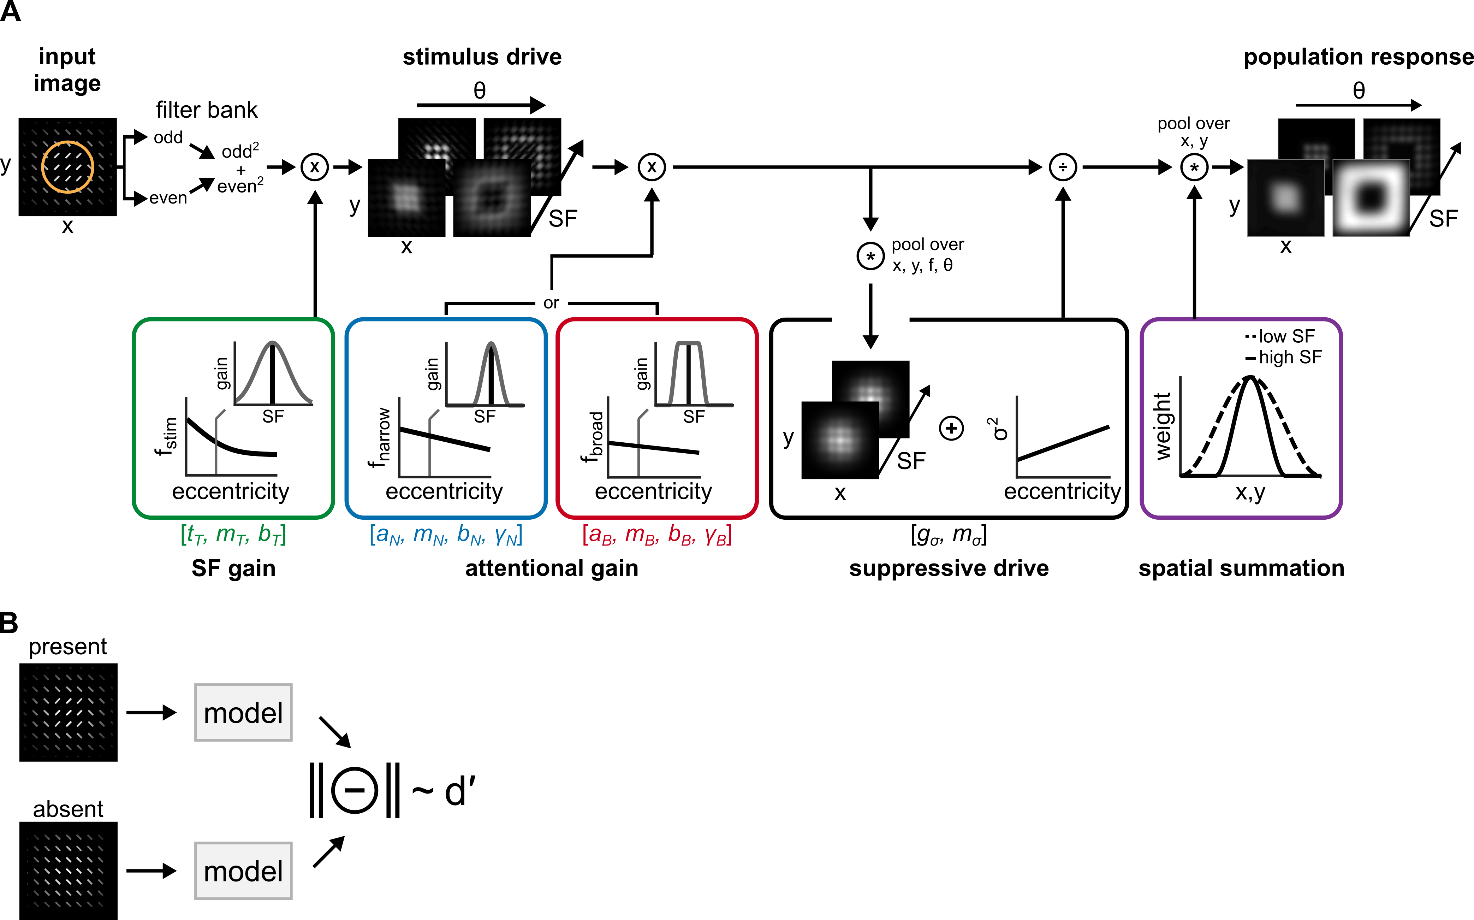 A
input
image
y
x
filter bank
odd
even
odd²
+
even²
x
stimulus drive
θ
y
x
SF
x
or
pool over
x, y, f, θ
*
÷
pool over
x, y
*
population response
θ
y
x
SF
gain
SF
f_stim
eccentricity
[t_T, m_T, b_T]
SF gain
gain
SF
f_narrow
eccentricity
[a_N, m_N, b_N, γ_N]
gain
SF
f_broad
eccentricity
[a_B, m_B, b_B, γ_B]
attentional gain
y
x
SF
+
σ²
eccentricity
[g_σ, m_σ]
suppressive drive
low SF
high SF
weight
x,y
spatial summation
B
present
model
absent
model
||−|| ~ d′